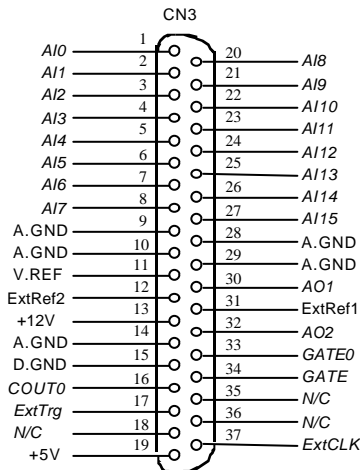 CN3
AI0 1
AI1 2
AI2 3
AI3 4
AI4 5
AI5 6
AI6 7
AI7 8
A.GND 9
A.GND 10
V.REF 11
ExtRef2 12
+12V 13
A.GND 14
D.GND 15
COUT0 16
ExtTrg 17
N/C 18
+5V 19
20 AI8
21 AI9
22 AI10
23 AI11
24 AI12
25 AI13
26 AI14
27 AI15
28 A.GND
29 A.GND
30 AO1
31 ExtRef1
32 AO2
33 GATE0
34 GATE
35 N/C
36 N/C
37 ExtCLK